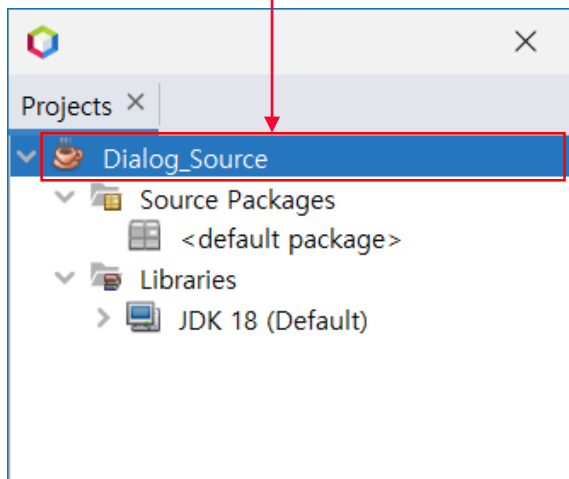 Projects
Dialog_Source
Source Packages
<default package>
Libraries
JDK 18 (Default)